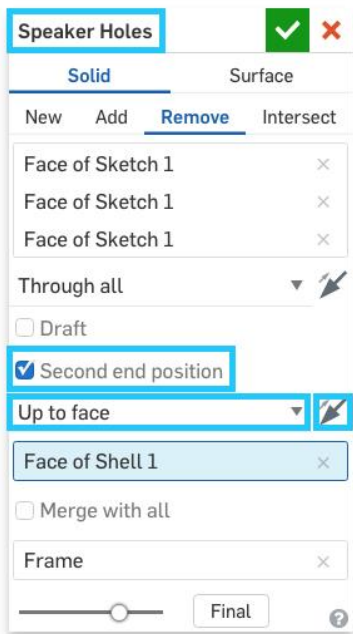 Speaker Holes
Solid Surface
New Add Remove Intersect
Face of Sketch 1
Face of Sketch 1
Face of Sketch 1
Through all
Draft
Second end position
Up to face
Face of Shell 1
Merge with all
Frame
Final